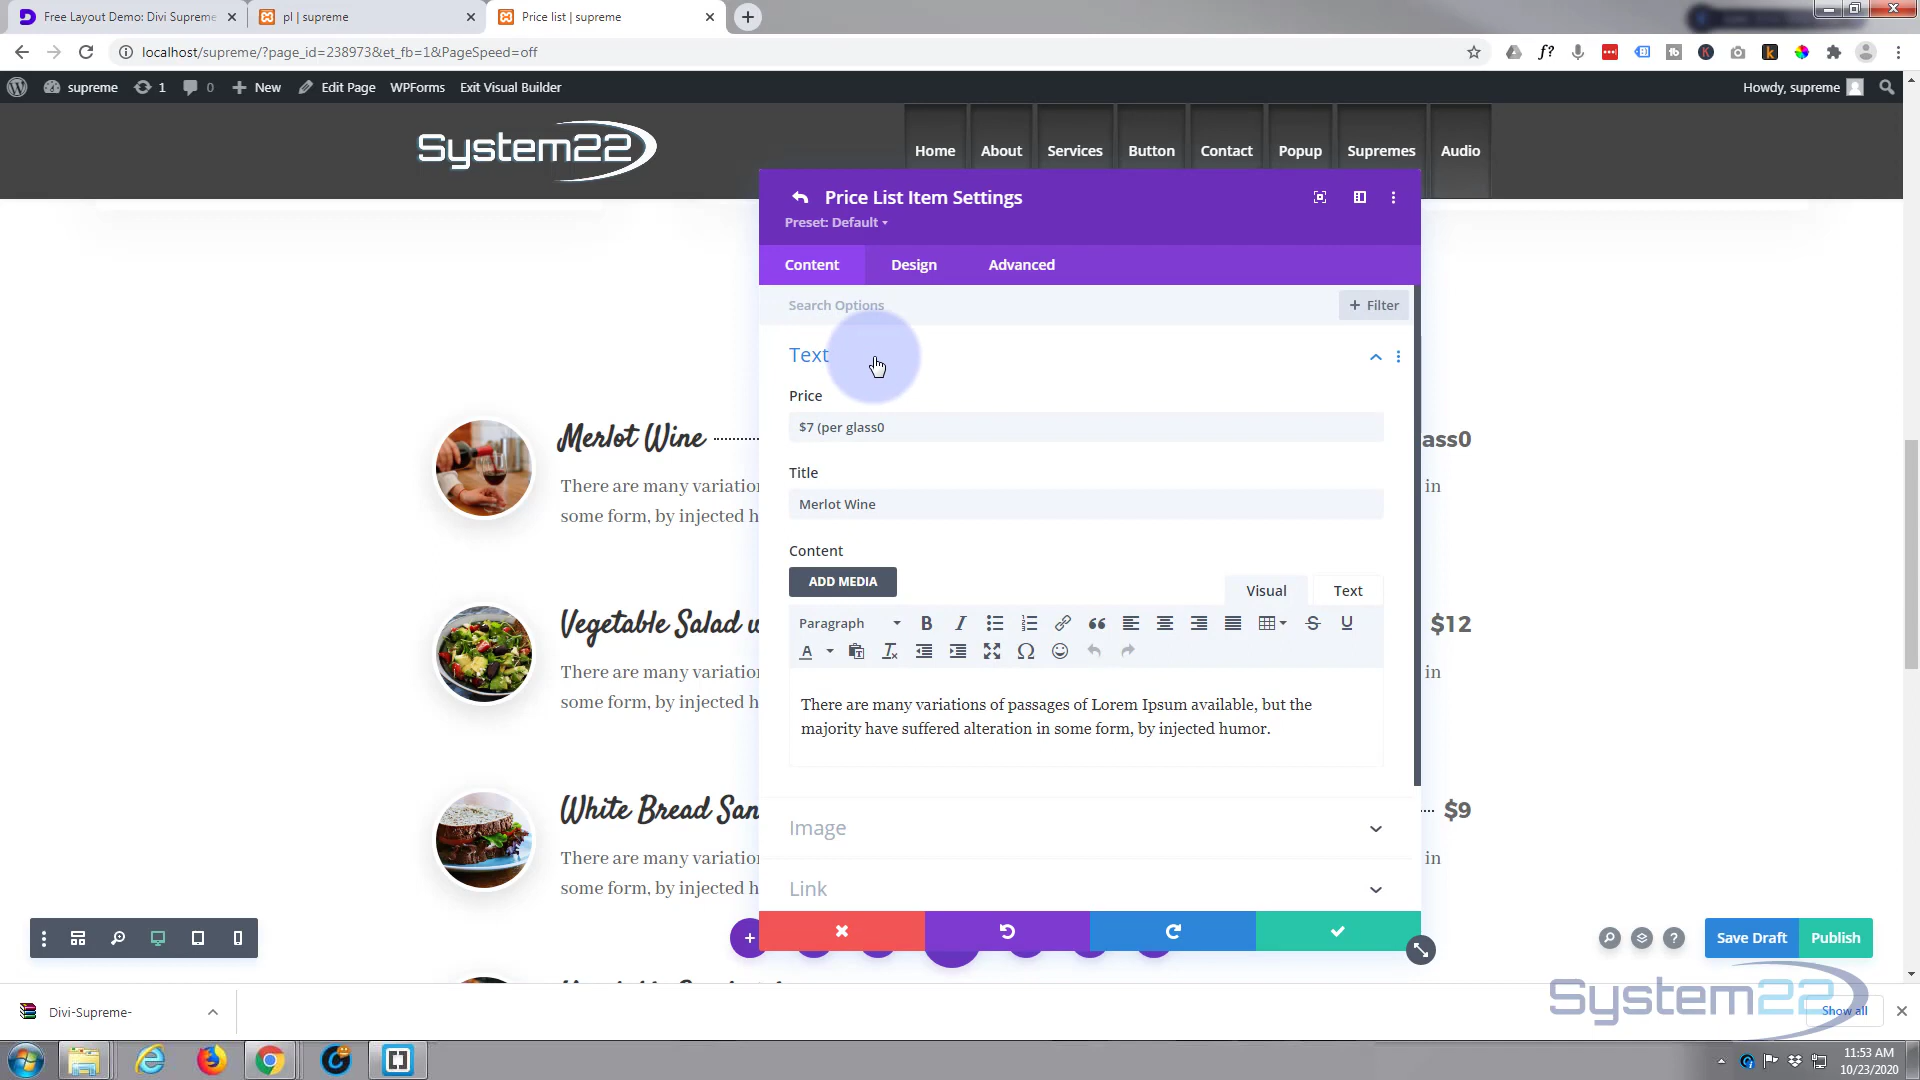 Free Layout Demo: Divi Supreme
pl | supreme
Price list | supreme
localhost/supreme/?page_id=238973&et_fb=1&PageSpeed=off
supreme 1 0 New Edit Page WPForms Exit Visual Builder Howdy, supreme
System22
Home About Services Button Contact Popup Supremes Audio
Price List Item Settings
Preset: Default
Content Design Advanced
Search Options
+ Filter
Text
Price
$7 (per glass0
Title
Merlot Wine
Content
ADD MEDIA
Visual Text
Paragraph
There are many variations of passages of Lorem Ipsum available, but the
majority have suffered alteration in some form, by injected humor.
Image
Link
Merlot Wine
ass0
There are many variation
in
some form, by injected h
Vegetable Salad w
$12
There are many variation
in
some form, by injected h
White Bread San
$9
There are many variation
in
some form, by injected h
Save Draft Publish
System22
Divi-Supreme-
Show all
11:53 AM
10/23/2020